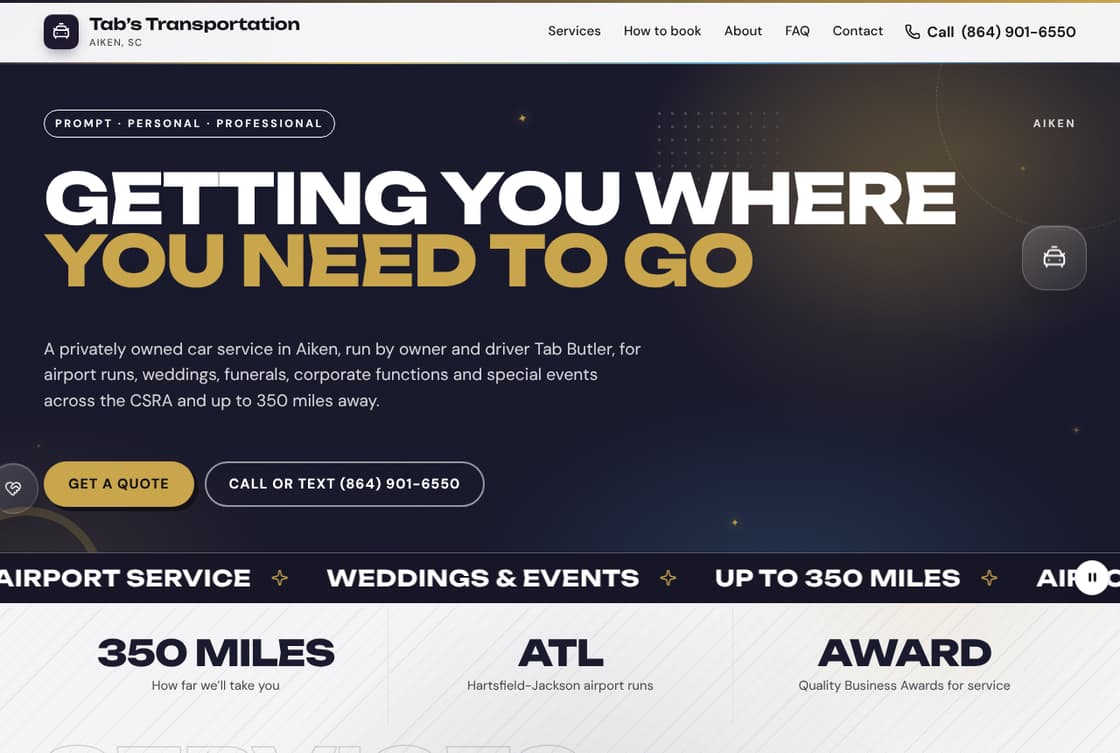 Tab's Transportation
AIKEN, SC
Services
How to book
About
FAQ
Contact
Call (864) 901-6550
PROMPT · PERSONAL · PROFESSIONAL
AIKEN
GETTING YOU WHERE
YOU NEED TO GO
A privately owned car service in Aiken, run by owner and driver Tab Butler, for
airport runs, weddings, funerals, corporate functions and special events
across the CSRA and up to 350 miles away.
GET A QUOTE
CALL OR TEXT (864) 901-6550
AIRPORT SERVICE
WEDDINGS & EVENTS
UP TO 350 MILES
350 MILES
How far we'll take you
ATL
Hartsfield-Jackson airport runs
AWARD
Quality Business Awards for service
SERVICES